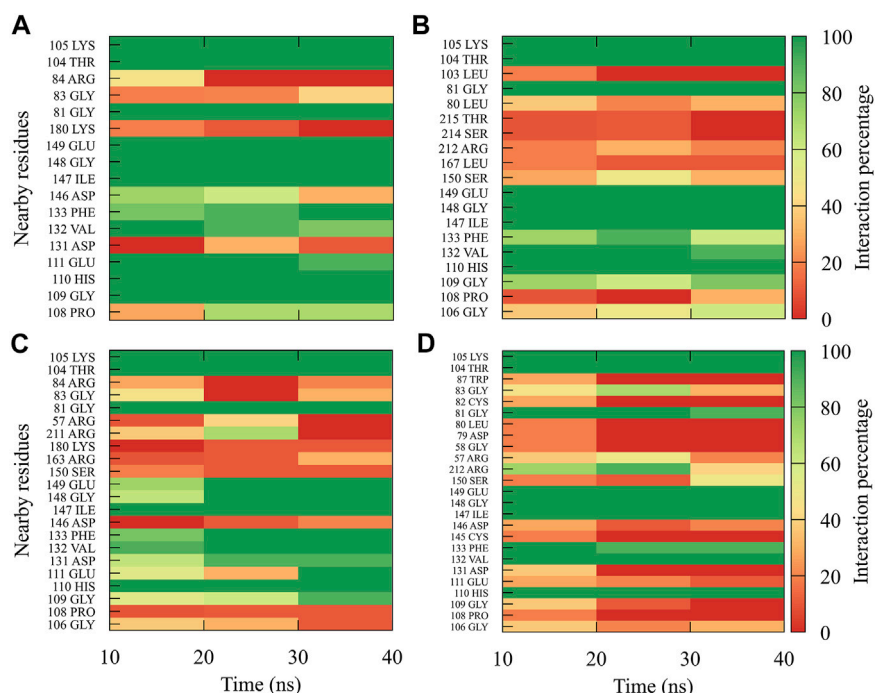 A
105 LYS
104 THR
84 ARG
83 GLY
81 GLY
180 LYS
149 GLU
148 GLY
147 ILE
146 ASP
133 PHE
132 VAL
131 ASP
111 GLU
110 HIS
109 GLY
108 PRO
Nearby residues
B
105 LYS
104 THR
103 LEU
81 GLY
80 LEU
215 THR
214 SER
212 ARG
167 LEU
150 SER
149 GLU
148 GLY
147 ILE
133 PHE
132 VAL
110 HIS
109 GLY
108 PRO
106 GLY
100
80
60
40
20
0
Interaction percentage
C
105 LYS
104 THR
84 ARG
83 GLY
81 GLY
57 ARG
211 ARG
180 LYS
163 ARG
150 SER
149 GLU
148 GLY
147 ILE
146 ASP
133 PHE
132 VAL
131 ASP
111 GLU
110 HIS
109 GLY
108 PRO
106 GLY
Nearby residues
10 20 30 40
Time (ns)
D
105 LYS
104 THR
87 TRP
83 GLY
82 CYS
81 GLY
80 LEU
79 ASP
58 GLY
57 ARG
212 ARG
150 SER
149 GLU
148 GLY
147 ILE
146 ASP
145 CYS
133 PHE
132 VAL
131 ASP
111 GLU
110 HIS
109 GLY
108 PRO
106 GLY
10 20 30 40
Time (ns)
100
80
60
40
20
0
Interaction percentage